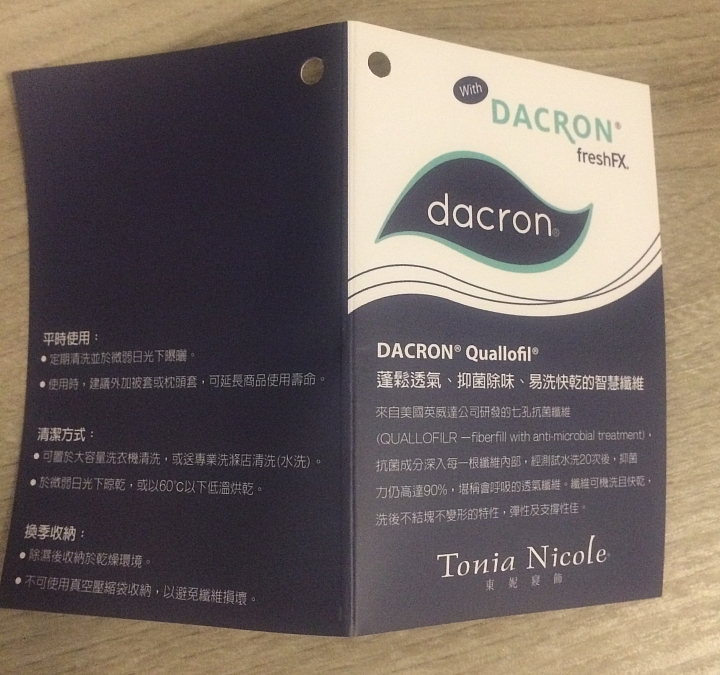 平時使用：
● 定期清洗並於微弱日光下曝曬。
● 使用時，建議外加被套或枕頭套，可延長商品使用壽命。
清潔方式：
● 可置於大容量洗衣機清洗，或送專業洗滌店清洗(水洗)。
● 於微弱日光下晾乾，或以60℃以下低溫烘乾。
換季收納：
● 除濕後收納於乾燥環境。
● 不可使用真空壓縮袋收納，以避免纖維損壞。
With
DACRON®
freshFX™
dacron®
DACRON® Quallofil®
蓬鬆透氣、抑菌除味、易洗快乾的智慧纖維
來自美國英威達公司研發的七孔抗菌纖維
(QUALLOFILR －fiberfill with anti-microbial treatment)，
抗菌成分深入每一根纖維內部，經測試水洗20次後，抑菌
力仍高達90%，堪稱會呼吸的透氣纖維。纖維可機洗且快乾，
洗後不結塊不變形的特性，彈性及支撐性佳。
Tonia Nicole
東妮寢飾